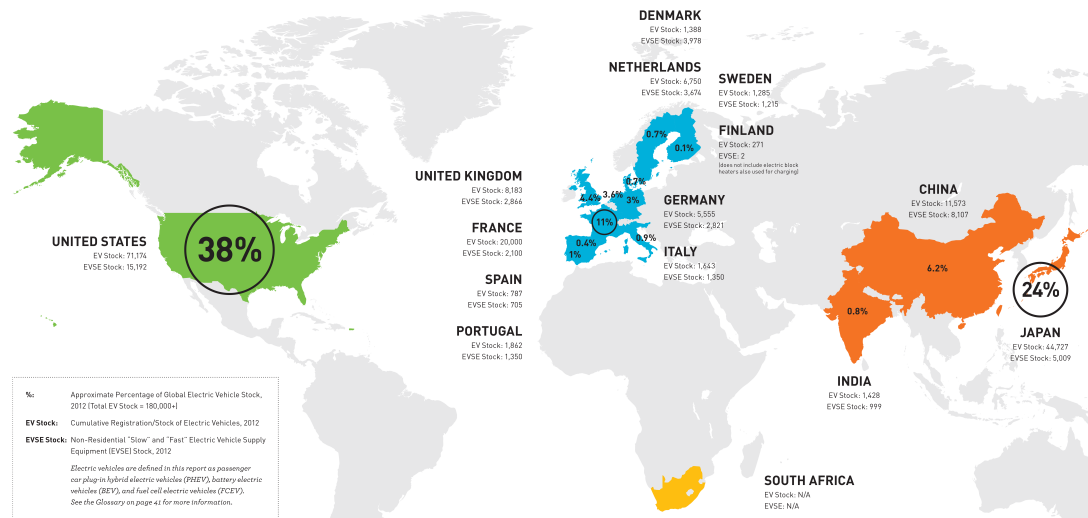 DENMARK
EV Stock: 1,388
EVSE Stock: 3,978
NETHERLANDS
EV Stock: 6,750
EVSE Stock: 3,674
SWEDEN
EV Stock: 1,285
EVSE Stock: 1,215
FINLAND
EV Stock: 271
EVSE: 2
(does not include electric block
heaters also used for charging)
UNITED KINGDOM
EV Stock: 8,183
EVSE Stock: 2,866
FRANCE
EV Stock: 20,000
EVSE Stock: 2,100
SPAIN
EV Stock: 787
EVSE Stock: 705
PORTUGAL
EV Stock: 1,862
EVSE Stock: 1,350
GERMANY
EV Stock: 5,555
EVSE Stock: 2,821
ITALY
EV Stock: 1,643
EVSE Stock: 1,350
0.7%
0.1%
0.7%
4.4%
3.6%
3%
11%
0.9%
0.4%
1%
UNITED STATES
EV Stock: 71,174
EVSE Stock: 15,192
38%
CHINA
EV Stock: 11,573
EVSE Stock: 8,107
6.2%
0.8%
24%
JAPAN
EV Stock: 44,727
EVSE Stock: 5,009
INDIA
EV Stock: 1,428
EVSE Stock: 999
SOUTH AFRICA
EV Stock: N/A
EVSE: N/A
%: Approximate Percentage of Global Electric Vehicle Stock,
2012 (Total EV Stock = 180,000+)
EV Stock: Cumulative Registration/Stock of Electric Vehicles, 2012
EVSE Stock: Non-Residential "Slow" and "Fast" Electric Vehicle Supply
Equipment (EVSE) Stock, 2012
Electric vehicles are defined in this report as passenger
car plug-in hybrid electric vehicles (PHEV), battery electric
vehicles (BEV), and fuel cell electric vehicles (FCEV).
See the Glossary on page 41 for more information.